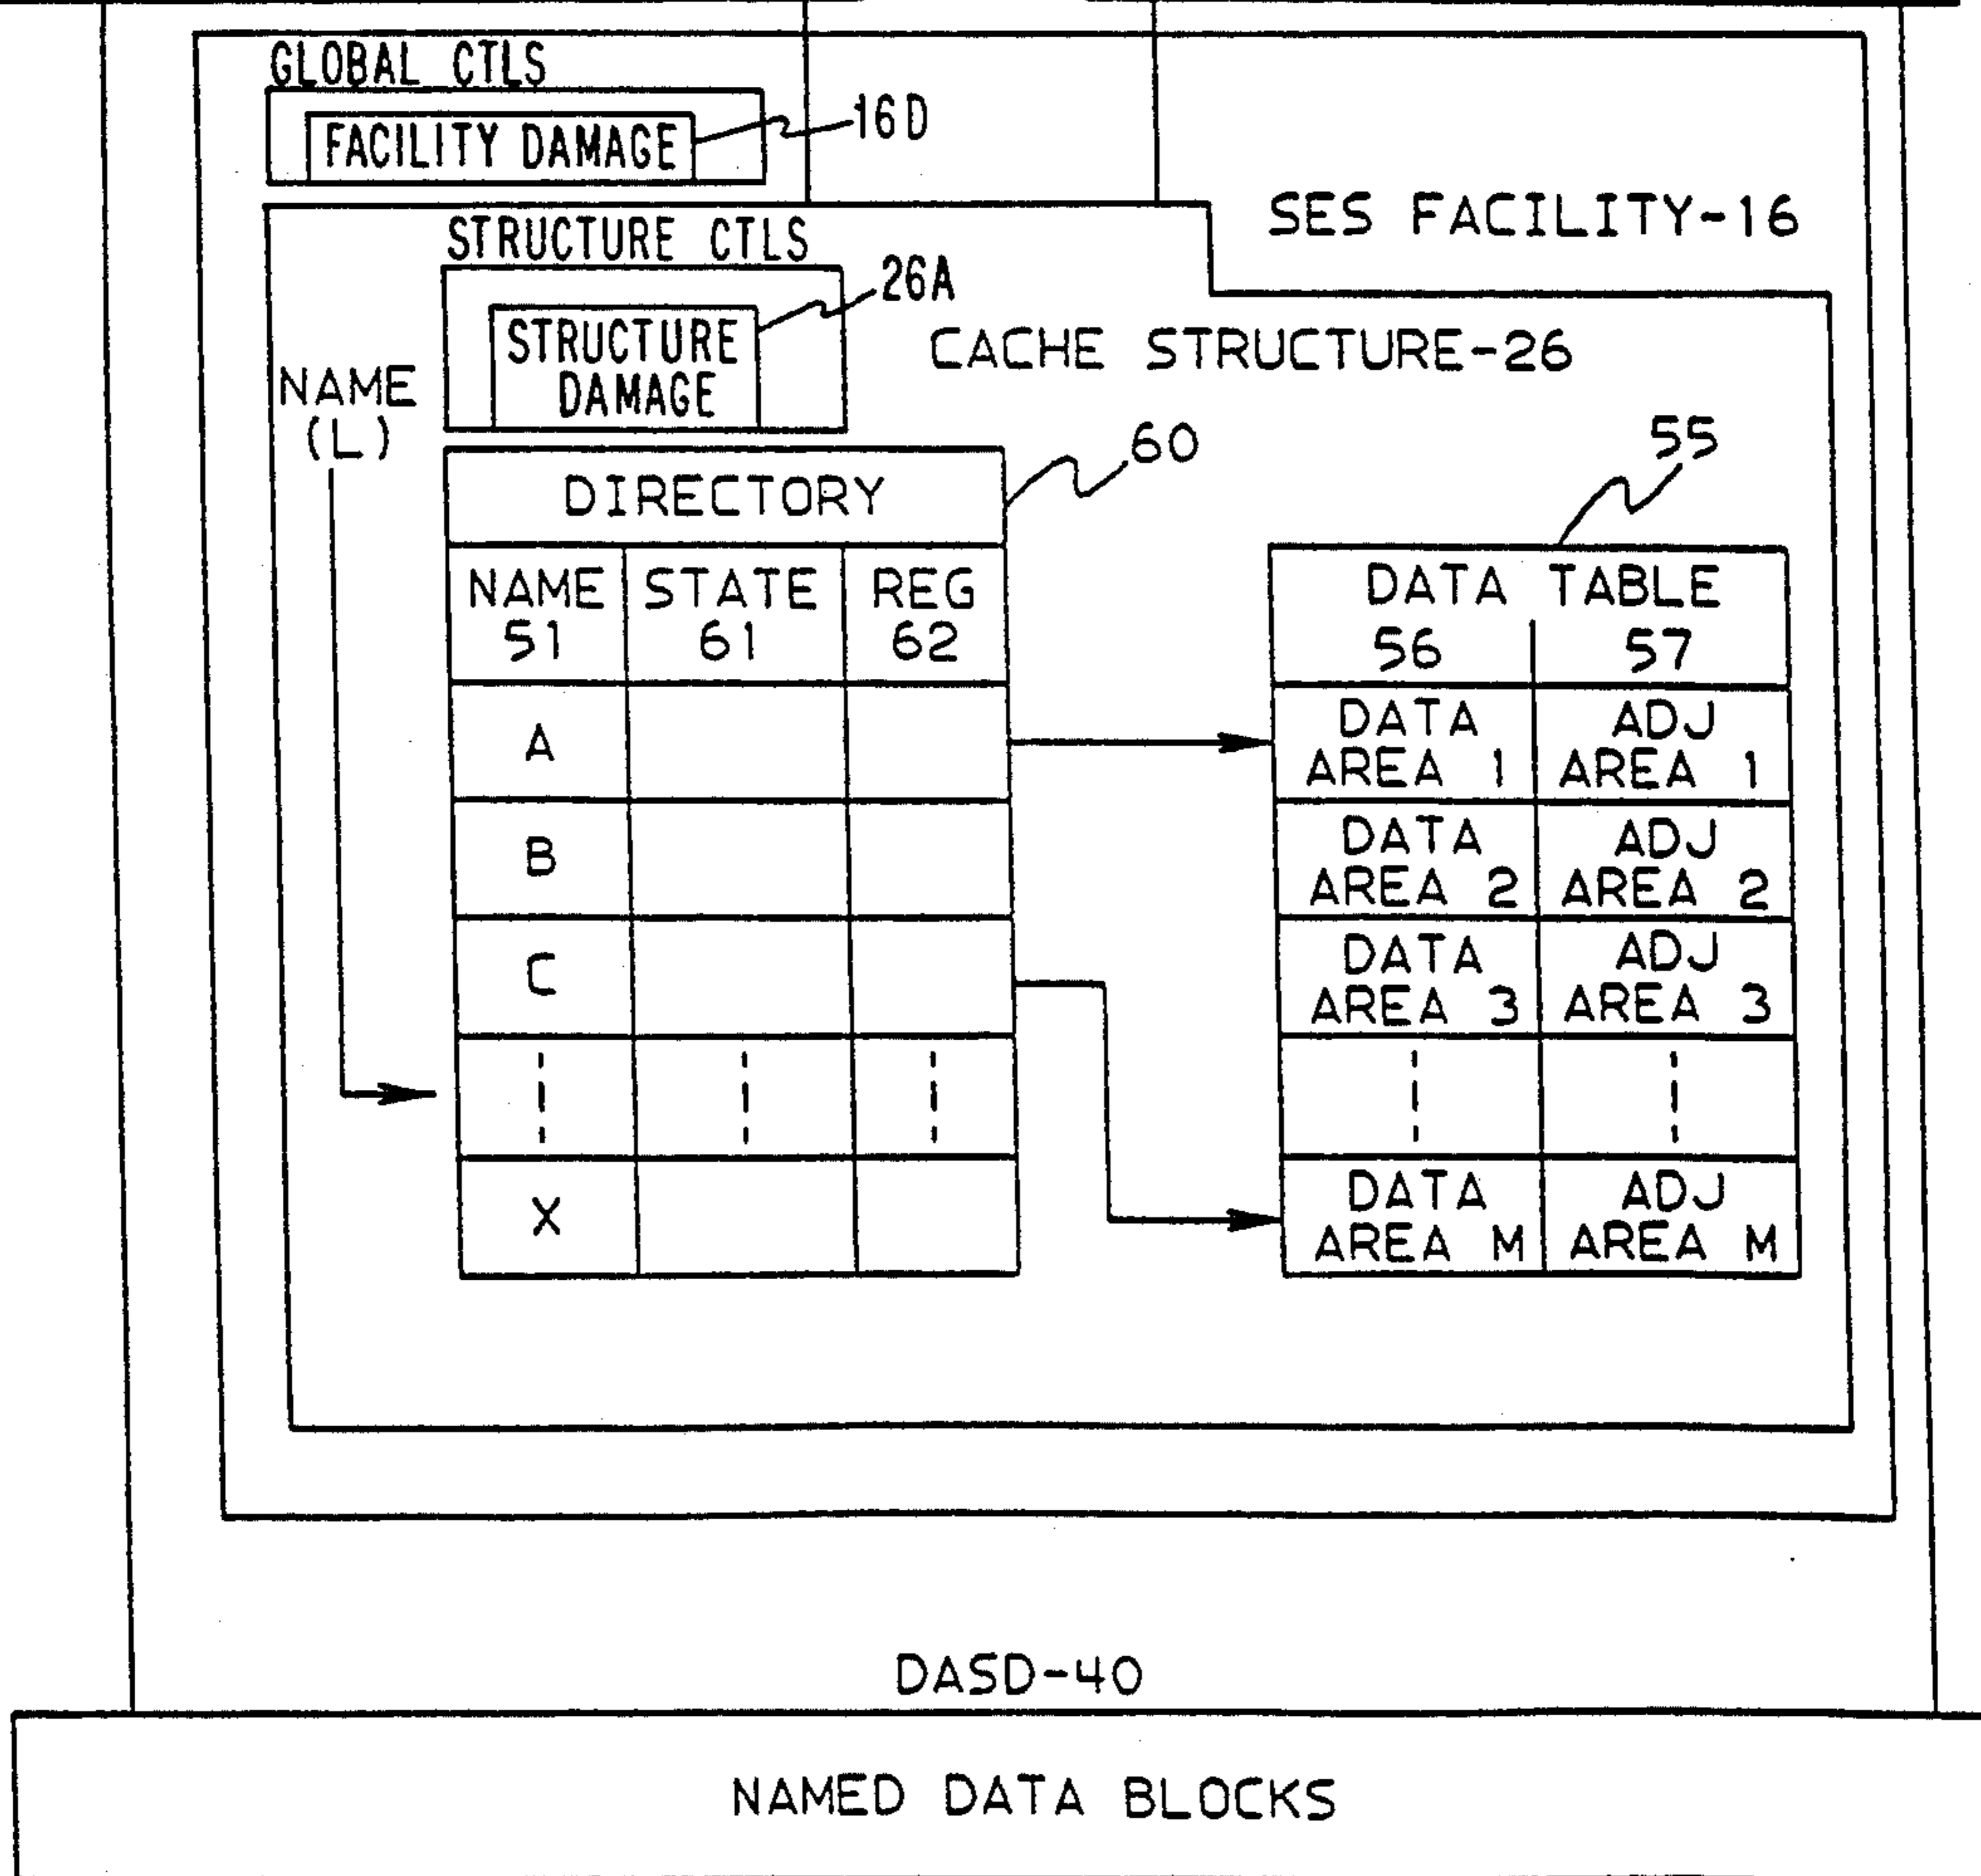 GLOBAL CTLS
FACILITY DAMAGE
16D
SES FACILITY-16
STRUCTURE CTLS
26A
STRUCTURE
DAMAGE
CACHE STRUCTURE-26
NAME
(L)
60
55
DIRECTORY
NAME STATE REG
51 61 62
DATA TABLE
56 57
A
DATA ADJ
AREA 1 AREA 1
B
DATA ADJ
AREA 2 AREA 2
C
DATA ADJ
AREA 3 AREA 3
X
DATA ADJ
AREA M AREA M
DASD-40
NAMED DATA BLOCKS